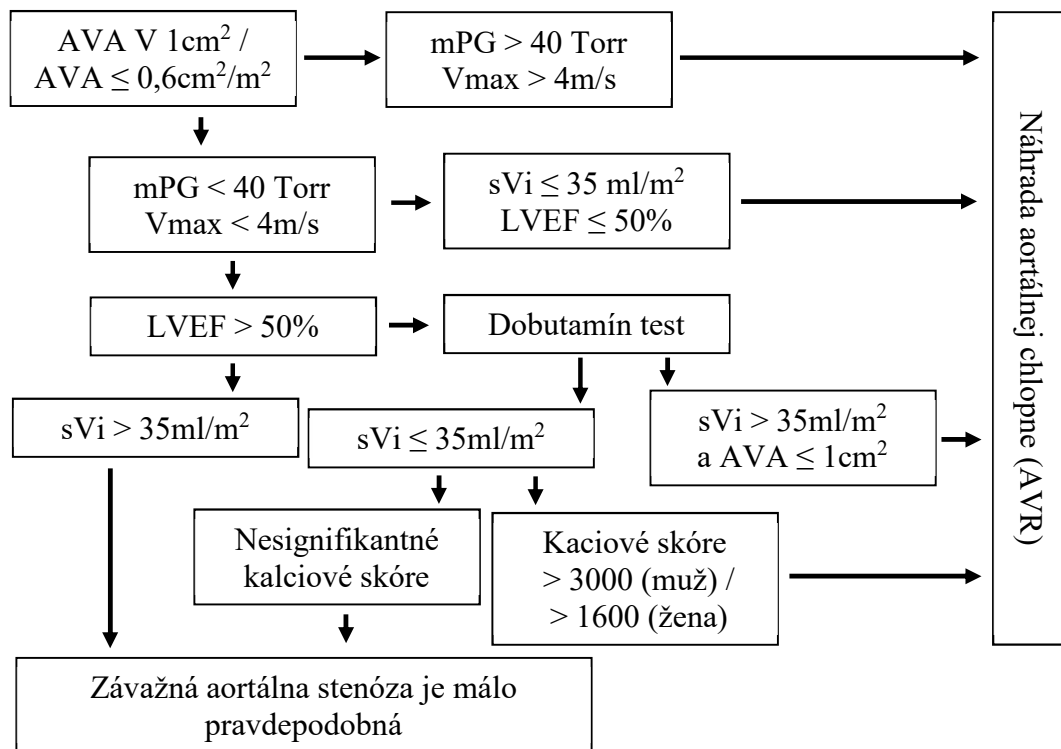 AVA V 1cm² /
AVA ≤ 0,6cm²/m²
mPG > 40 Torr
Vmax > 4m/s
mPG < 40 Torr
Vmax < 4m/s
sVi ≤ 35 ml/m²
LVEF ≤ 50%
LVEF > 50%
Dobutamín test
sVi > 35ml/m²
sVi ≤ 35ml/m²
sVi > 35ml/m²
a AVA ≤ 1cm²
Nesignifikantné
kalciové skóre
Kaciové skóre
> 3000 (muž) /
> 1600 (žena)
Závažná aortálna stenóza je málo
pravdepodobná
Náhrada aortálnej chlopne (AVR)